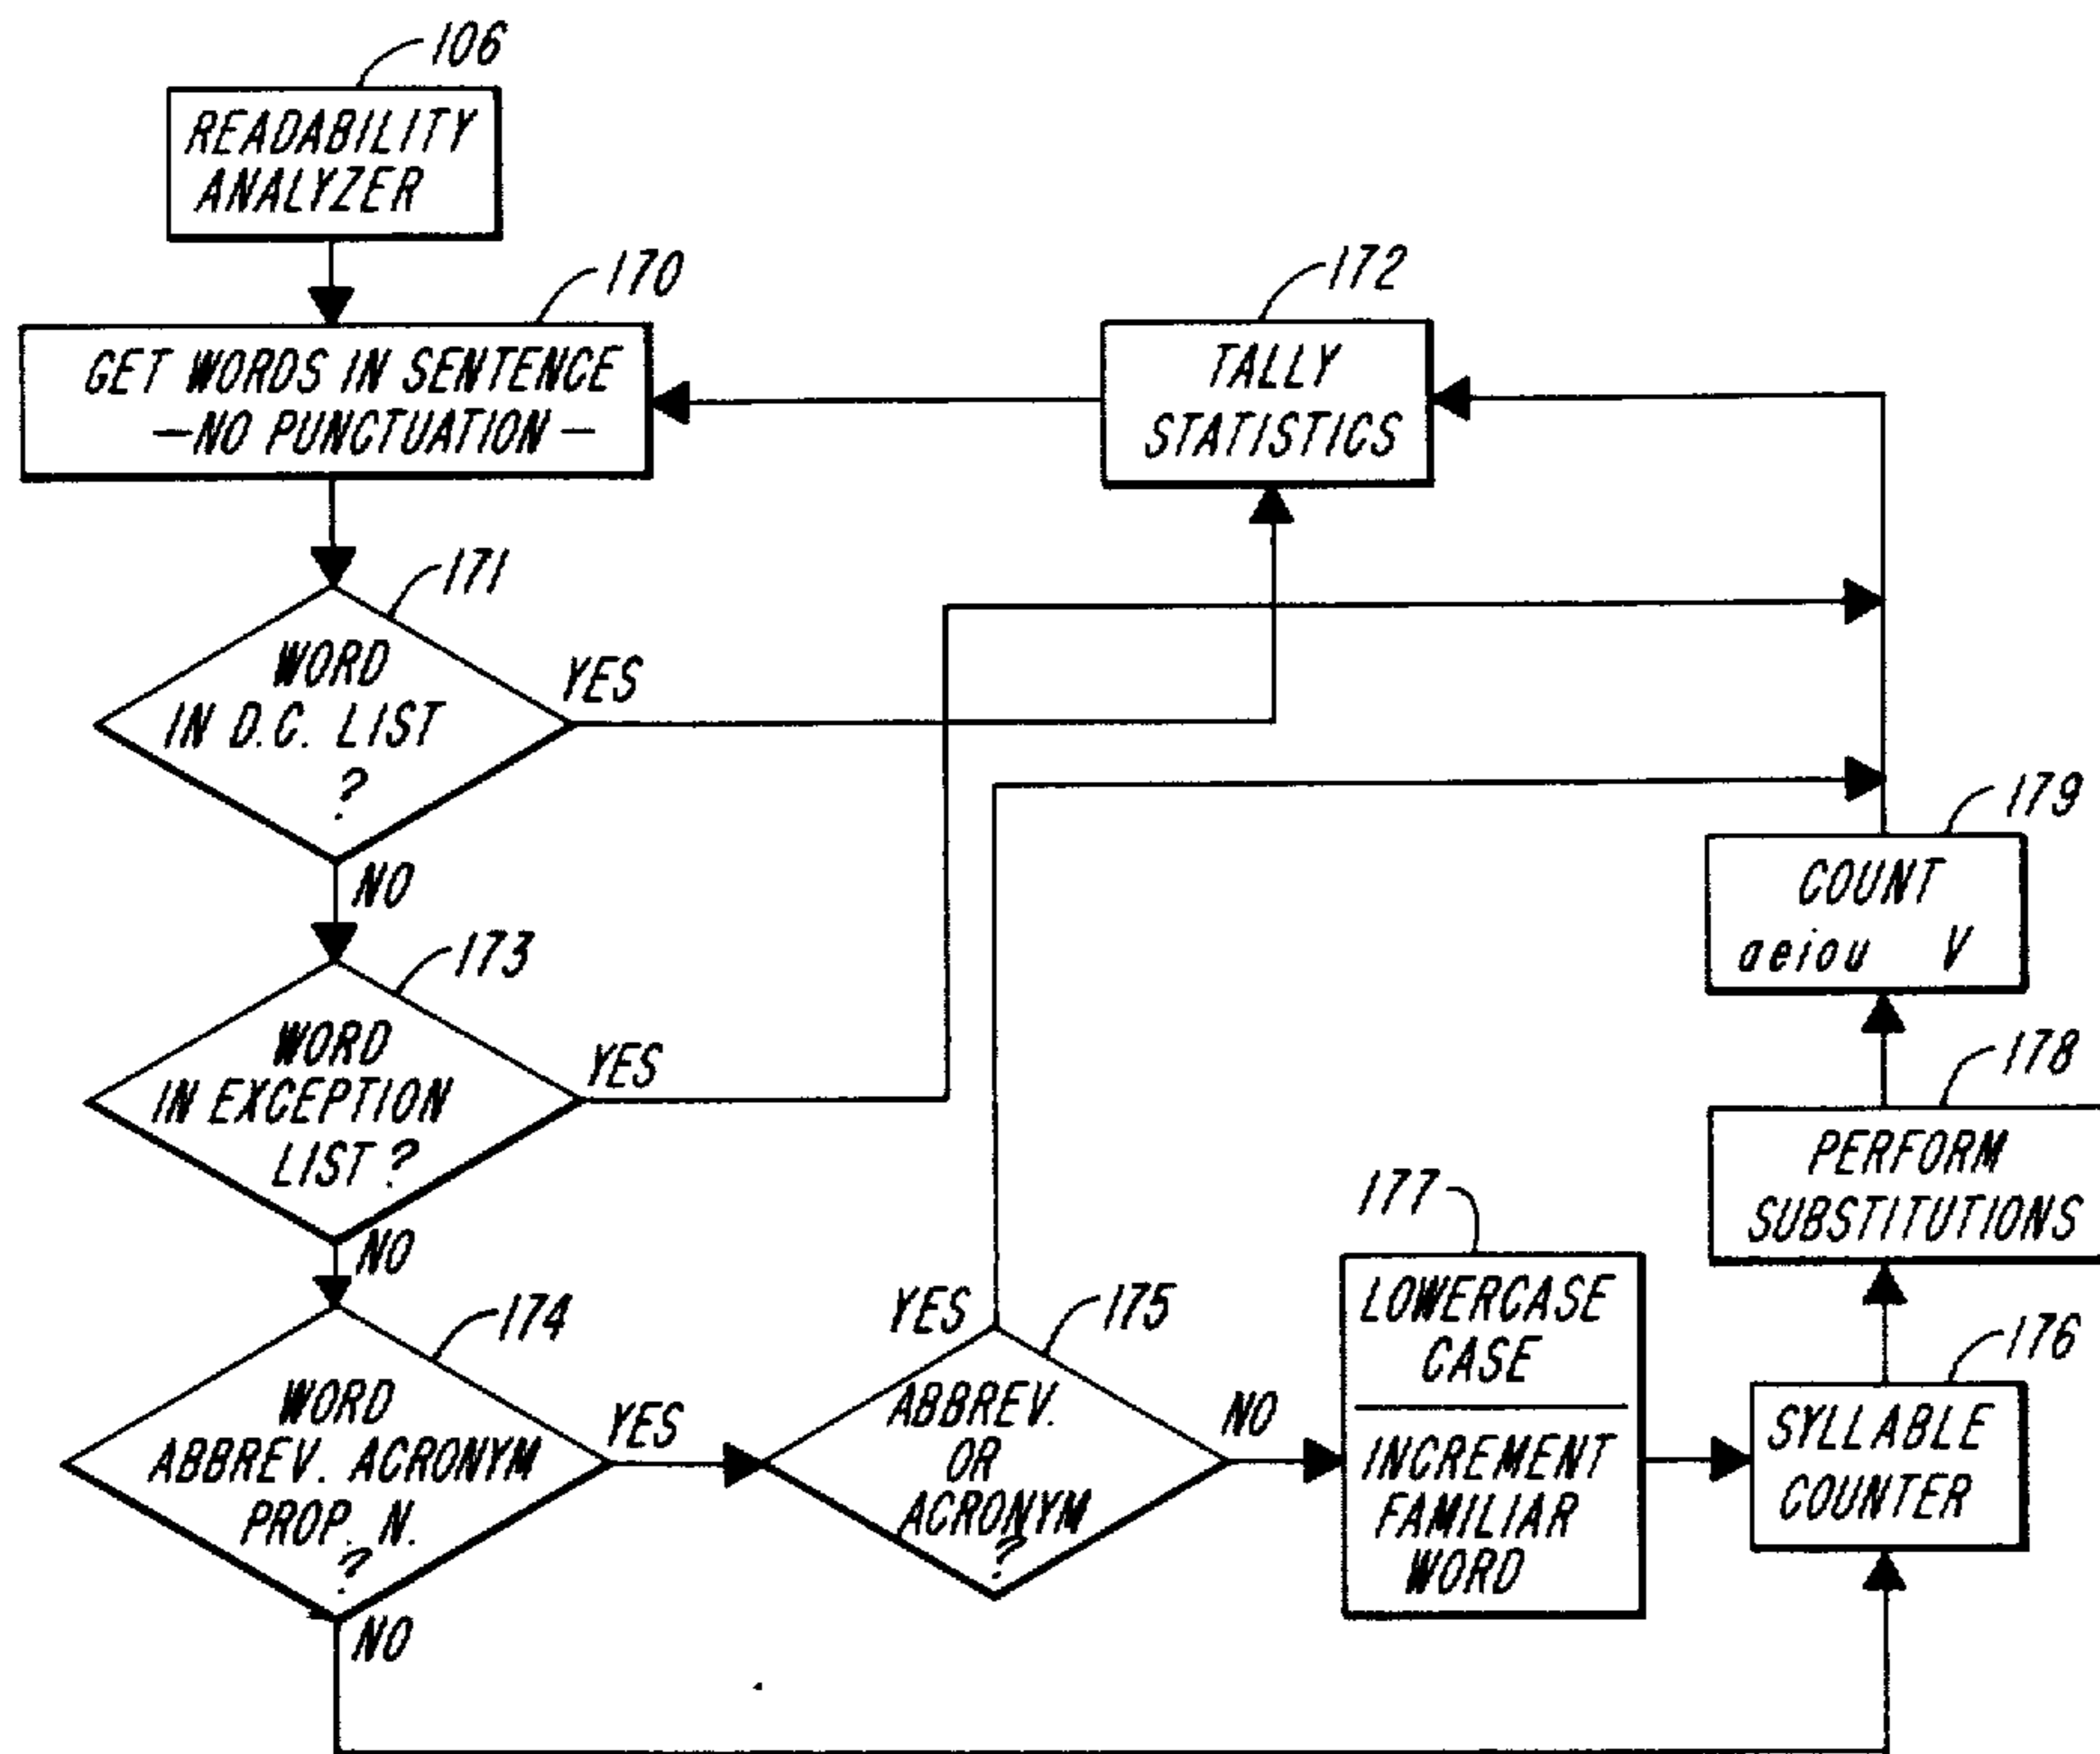 106
READABILITY
ANALYZER
170
GET WORDS IN SENTENCE
—NO PUNCTUATION—
172
TALLY
STATISTICS
171
WORD
IN D.C. LIST
?
YES
NO
173
WORD
IN EXCEPTION
LIST ?
YES
NO
174
WORD
ABBREV. ACRONYM
PROP. N.
?
YES
NO
175
ABBREV.
OR
ACRONYM
?
YES
NO
177
LOWERCASE
CASE
INCREMENT
FAMILIAR
WORD
176
SYLLABLE
COUNTER
178
PERFORM
SUBSTITUTIONS
179
COUNT
aeiou V